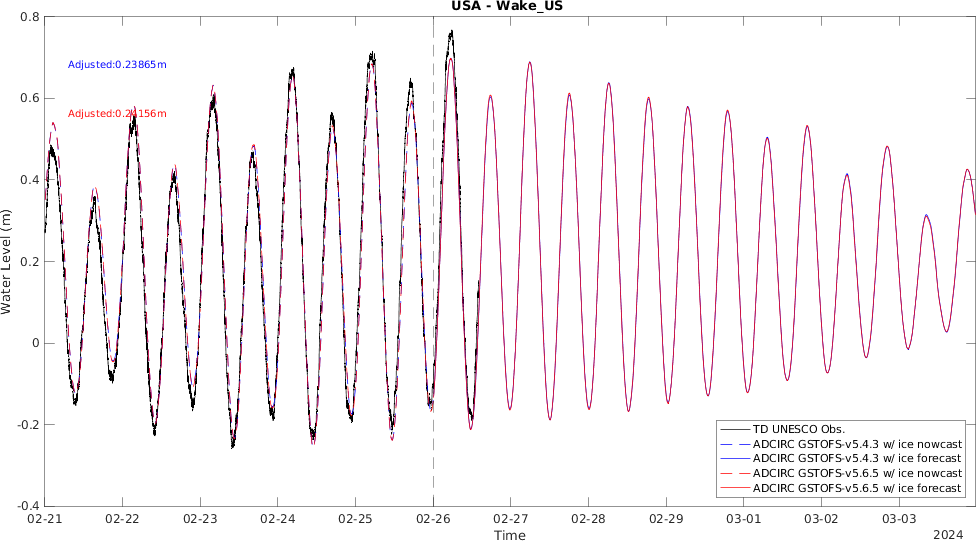 USA - Wake_US
0.8
0.6
0.4
0.2
0
-0.2
-0.4
Water Level (m)
Adjusted:0.23865m
Adjusted:0.24156m
TD UNESCO Obs.
ADCIRC GSTOFS-v5.4.3 w/ ice nowcast
ADCIRC GSTOFS-v5.4.3 w/ ice forecast
ADCIRC GSTOFS-v5.6.5 w/ ice nowcast
ADCIRC GSTOFS-v5.6.5 w/ ice forecast
02-21 02-22 02-23 02-24 02-25 02-26 02-27 02-28 02-29 03-01 03-02 03-03
Time
2024